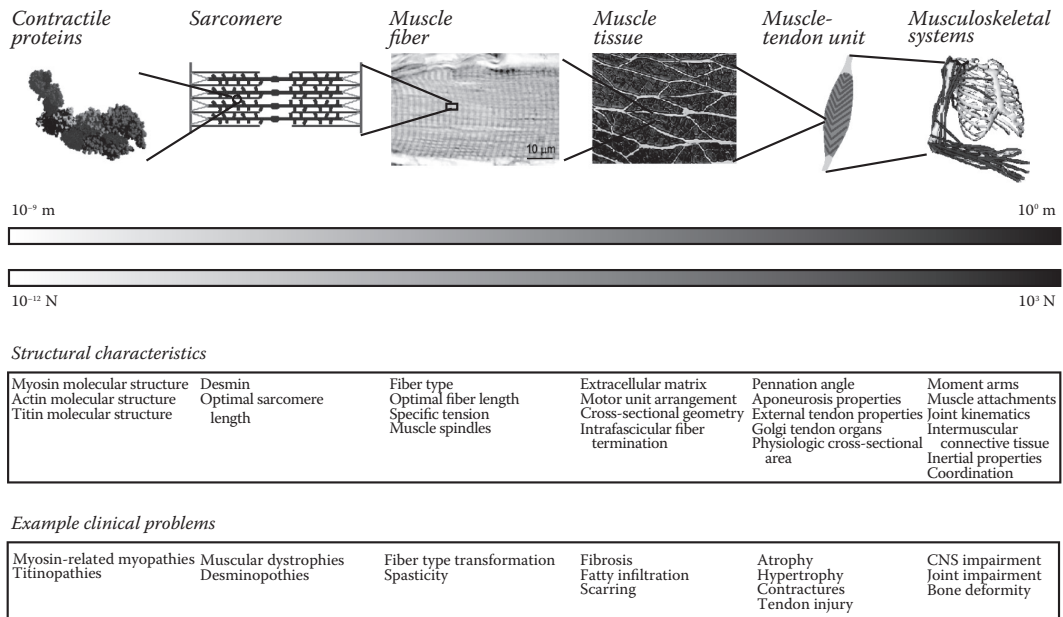 Contractile
proteins
Sarcomere
Muscle
fiber
Muscle
tissue
Muscle-
tendon unit
Musculoskeletal
systems
10 μm
10⁻⁹ m
10⁰ m
10⁻¹² N
10³ N
Structural characteristics
Myosin molecular structure
Actin molecular structure
Titin molecular structure
Desmin
Optimal sarcomere
length
Fiber type
Optimal fiber length
Specific tension
Muscle spindles
Extracellular matrix
Motor unit arrangement
Cross-sectional geometry
Intrafascicular fiber
termination
Pennation angle
Aponeurosis properties
External tendon properties
Golgi tendon organs
Physiologic cross-sectional
area
Moment arms
Muscle attachments
Joint kinematics
Intermuscular
connective tissue
Inertial properties
Coordination
Example clinical problems
Myosin-related myopathies
Titinopathies
Muscular dystrophies
Desminopothies
Fiber type transformation
Spasticity
Fibrosis
Fatty infiltration
Scarring
Atrophy
Hypertrophy
Contractures
Tendon injury
CNS impairment
Joint impairment
Bone deformity